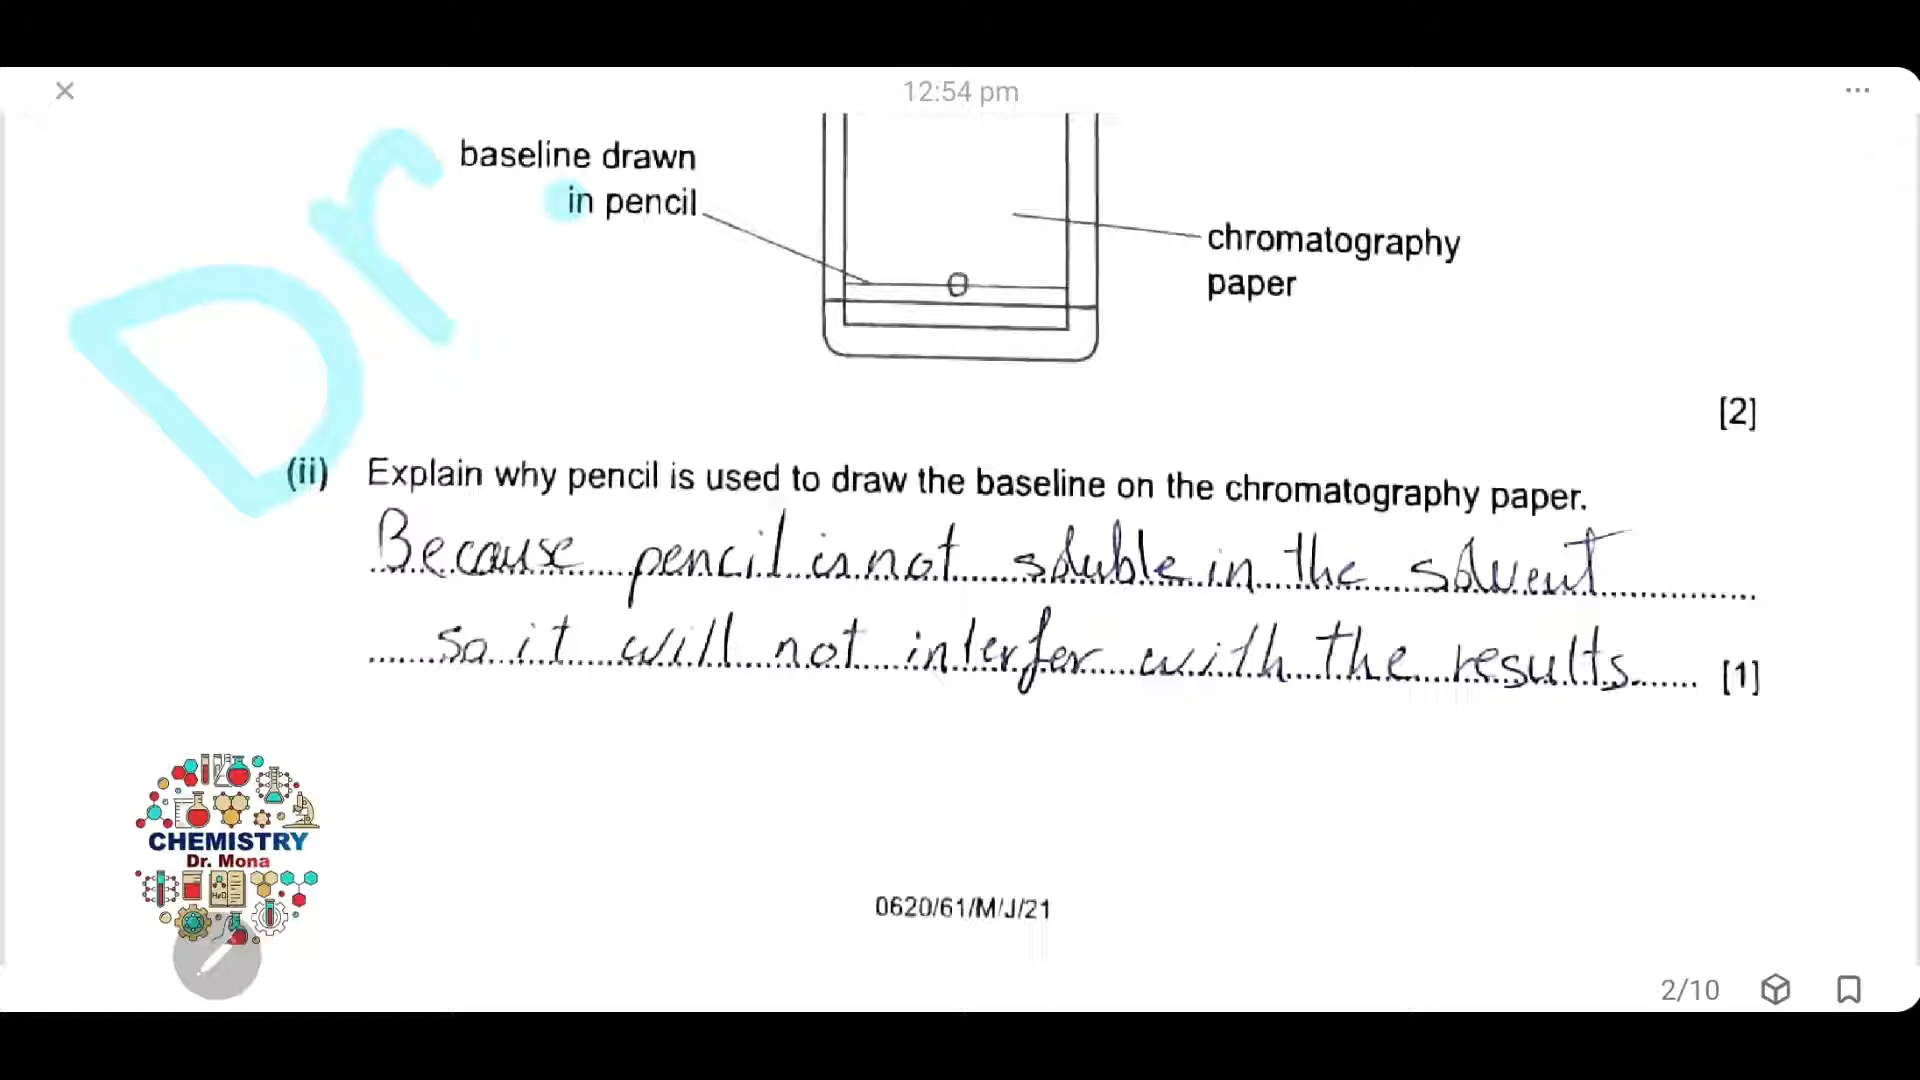 12:54 pm
Dr.
baseline drawn
in pencil
chromatography
paper
[2]
(ii) Explain why pencil is used to draw the baseline on the chromatography paper.
Because pencil is not soluble in the solvent
so it will not interfer with the results. [1]
CHEMISTRY
Dr. Mona
0620/61/M/J/21
2/10